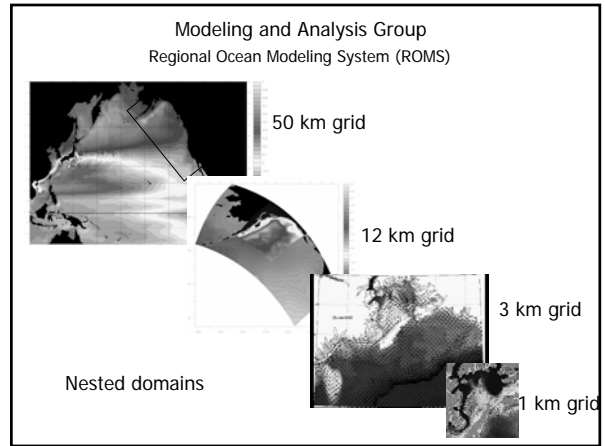 Modeling and Analysis Group
Regional Ocean Modeling System (ROMS)
50 km grid
12 km grid
3 km grid
Nested domains
1 km grid